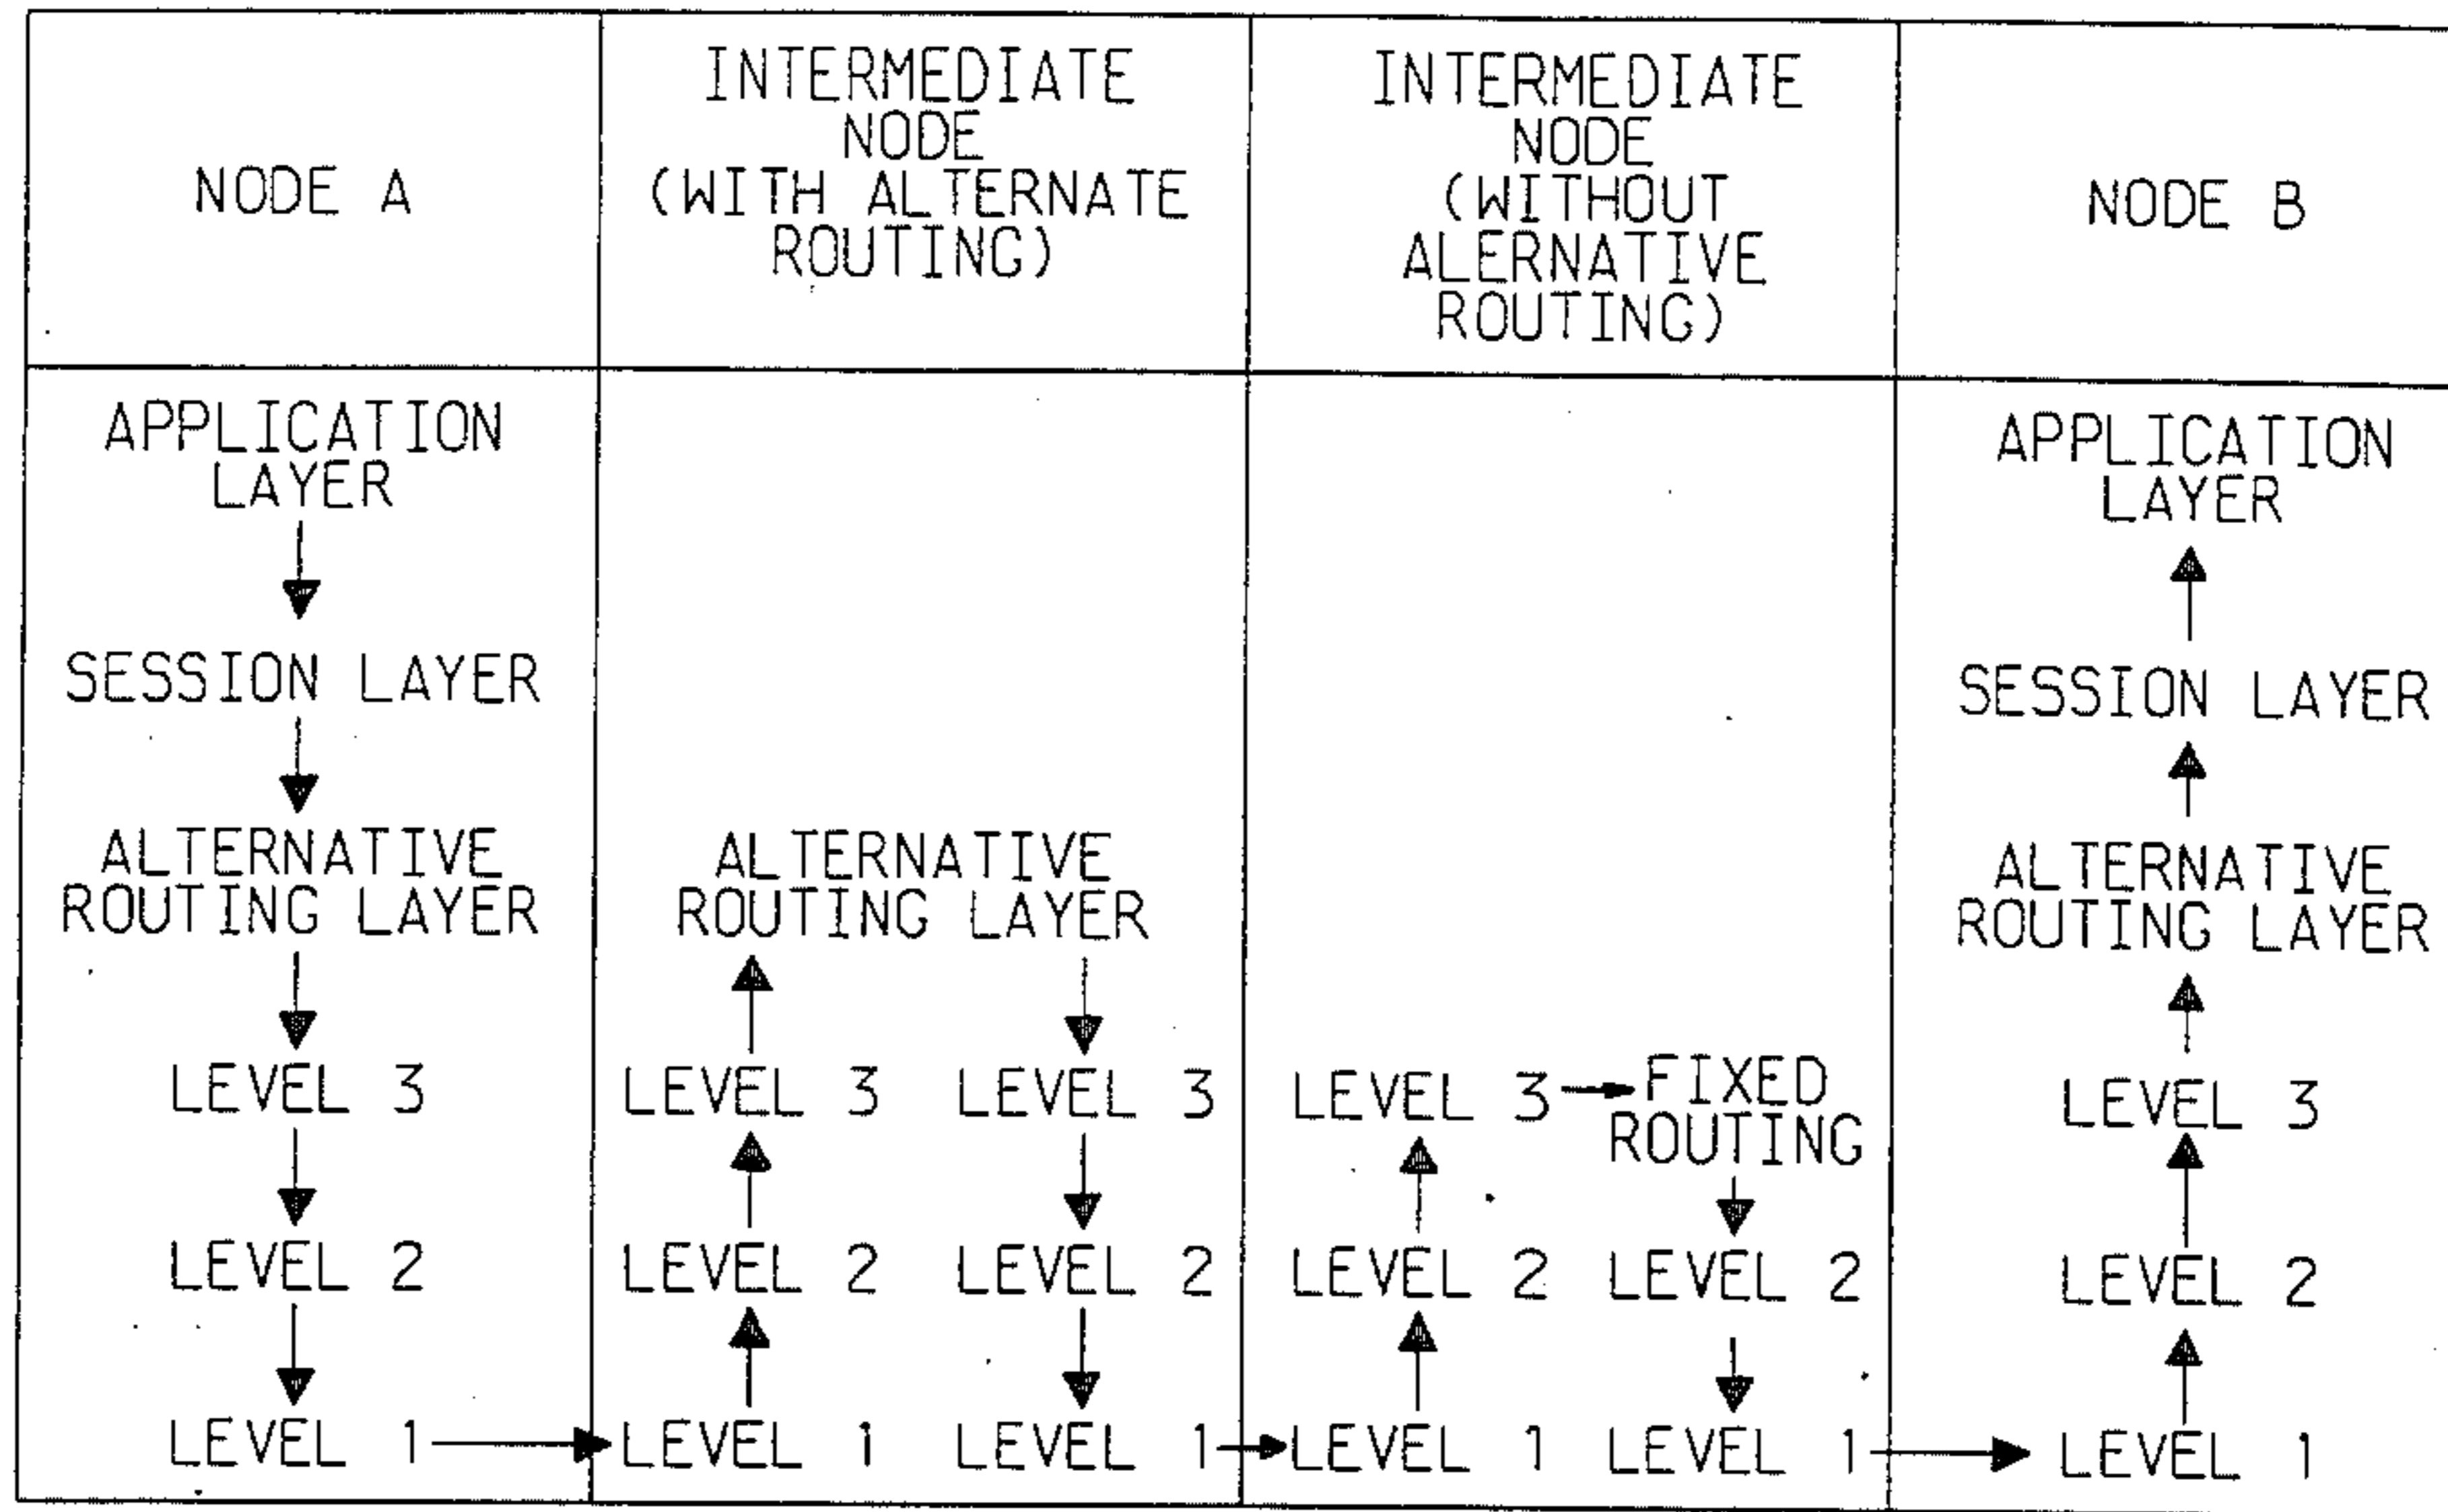 NODE A
INTERMEDIATE
NODE
(WITH ALTERNATE
ROUTING)
INTERMEDIATE
NODE
(WITHOUT
ALERNATIVE
ROUTING)
NODE B
APPLICATION
LAYER
SESSION LAYER
ALTERNATIVE
ROUTING LAYER
LEVEL 3
LEVEL 2
LEVEL 1
ALTERNATIVE
ROUTING LAYER
LEVEL 3 LEVEL 3
LEVEL 2 LEVEL 2
LEVEL 1 LEVEL 1
LEVEL 3 FIXED
ROUTING
LEVEL 2 LEVEL 2
LEVEL 1 LEVEL 1
APPLICATION
LAYER
SESSION LAYER
ALTERNATIVE
ROUTING LAYER
LEVEL 3
LEVEL 2
LEVEL 1